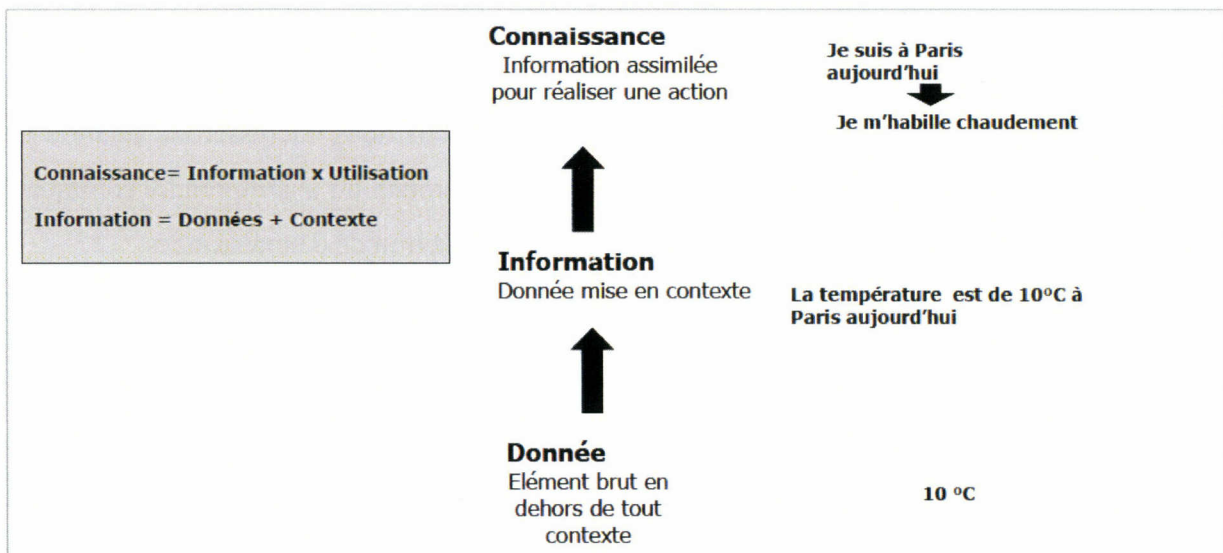 Connaissance
Information assimilée
pour réaliser une action
Je suis à Paris
aujourd'hui
Je m'habille chaudement
Connaissance= Information x Utilisation
Information = Données + Contexte
Information
Donnée mise en contexte
La température est de 10°C à
Paris aujourd'hui
Donnée
Elément brut en
dehors de tout
contexte
10 °C